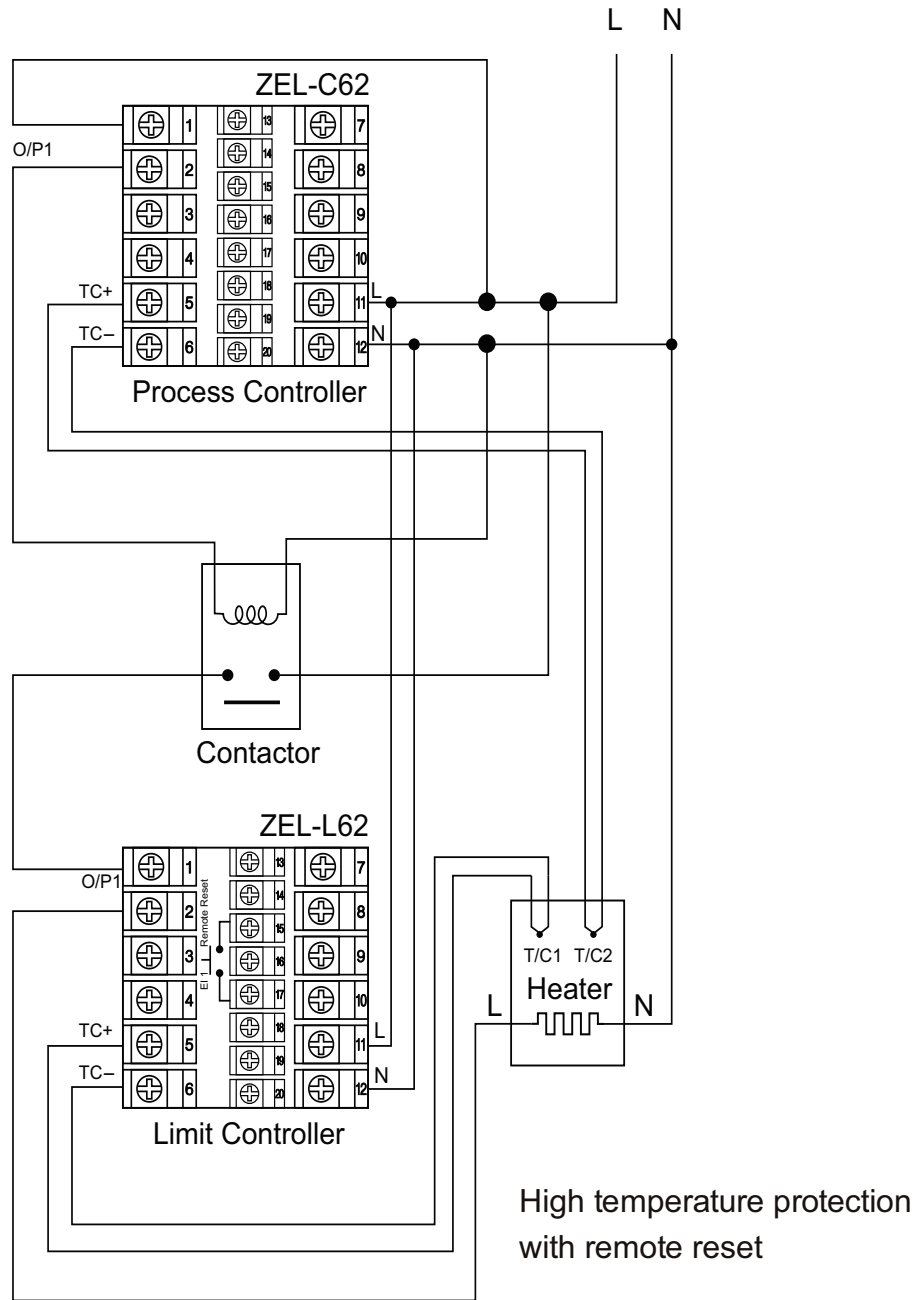 L N
ZEL-C62
1 13 7
O/P1
2 14 8
15
3 16 9
4 17 10
TC+ 5 18 11 L
19
TC– 6 20 12 N
Process Controller
Contactor
ZEL-L62
1 13 7
O/P1
2 14 8
Remote Reset
15
3 16 9
EI 1
4 17 10
TC+ 5 18 11 L
19
TC– 6 20 12 N
Limit Controller
T/C1 T/C2
Heater
L N
High temperature protection
with remote reset